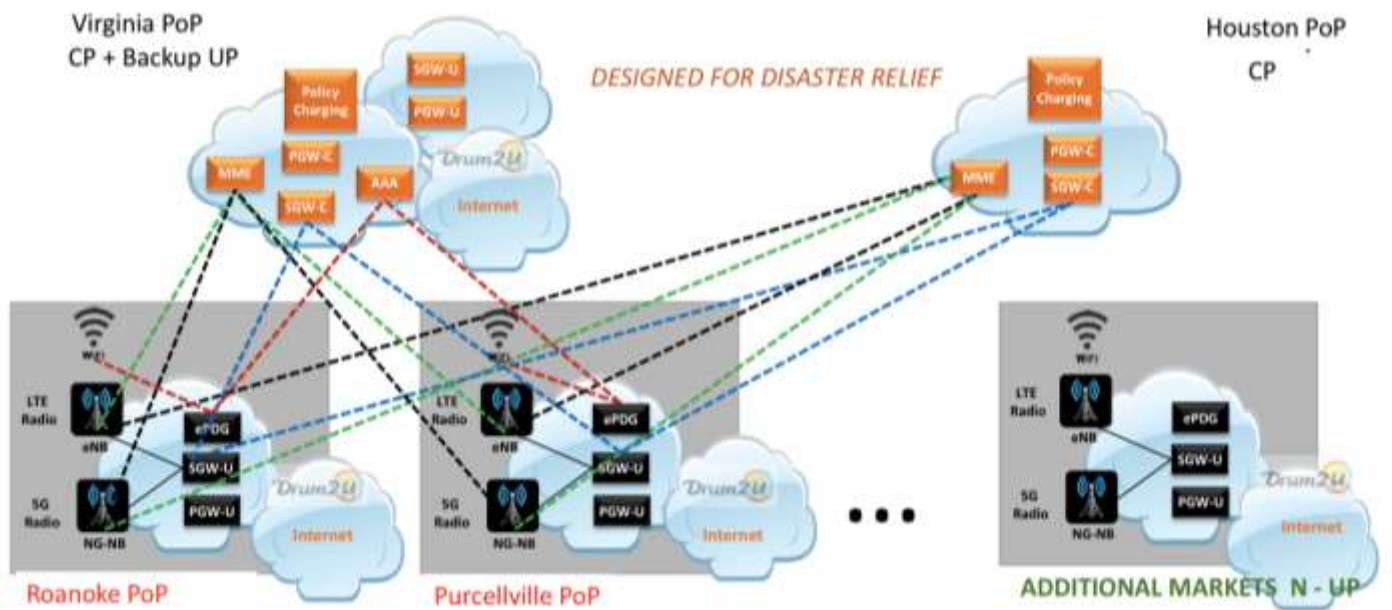 Virginia PoP
CP + Backup UP
DESIGNED FOR DISASTER RELIEF
Houston PoP
CP
Policy
Charging
SGW-U
PGW-U
PGW-C
MME
AAA
SGW-C
Drum2U
Internet
Policy
Charging
PGW-C
MME
SGW-C
WiFi
LTE
Radio
eNB
ePDG
SGW-U
5G
Radio
PGW-U
NG-NB
Drum2U
Internet
Roanoke PoP
WiFi
LTE
Radio
eNB
ePDG
SGW-U
5G
Radio
PGW-U
NG-NB
Drum2U
Internet
Purcellville PoP
...
WiFi
LTE
Radio
eNB
ePDG
SGW-U
5G
Radio
PGW-U
NG-NB
Drum2U
Internet
ADDITIONAL MARKETS N - UP